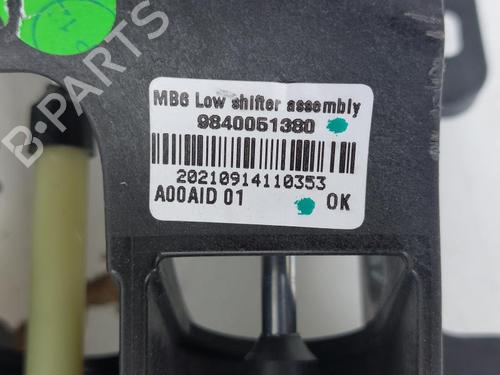 MB6 Low shifter assembly
9840051380
20210914110353
A00AID 01 OK
B-PARTS